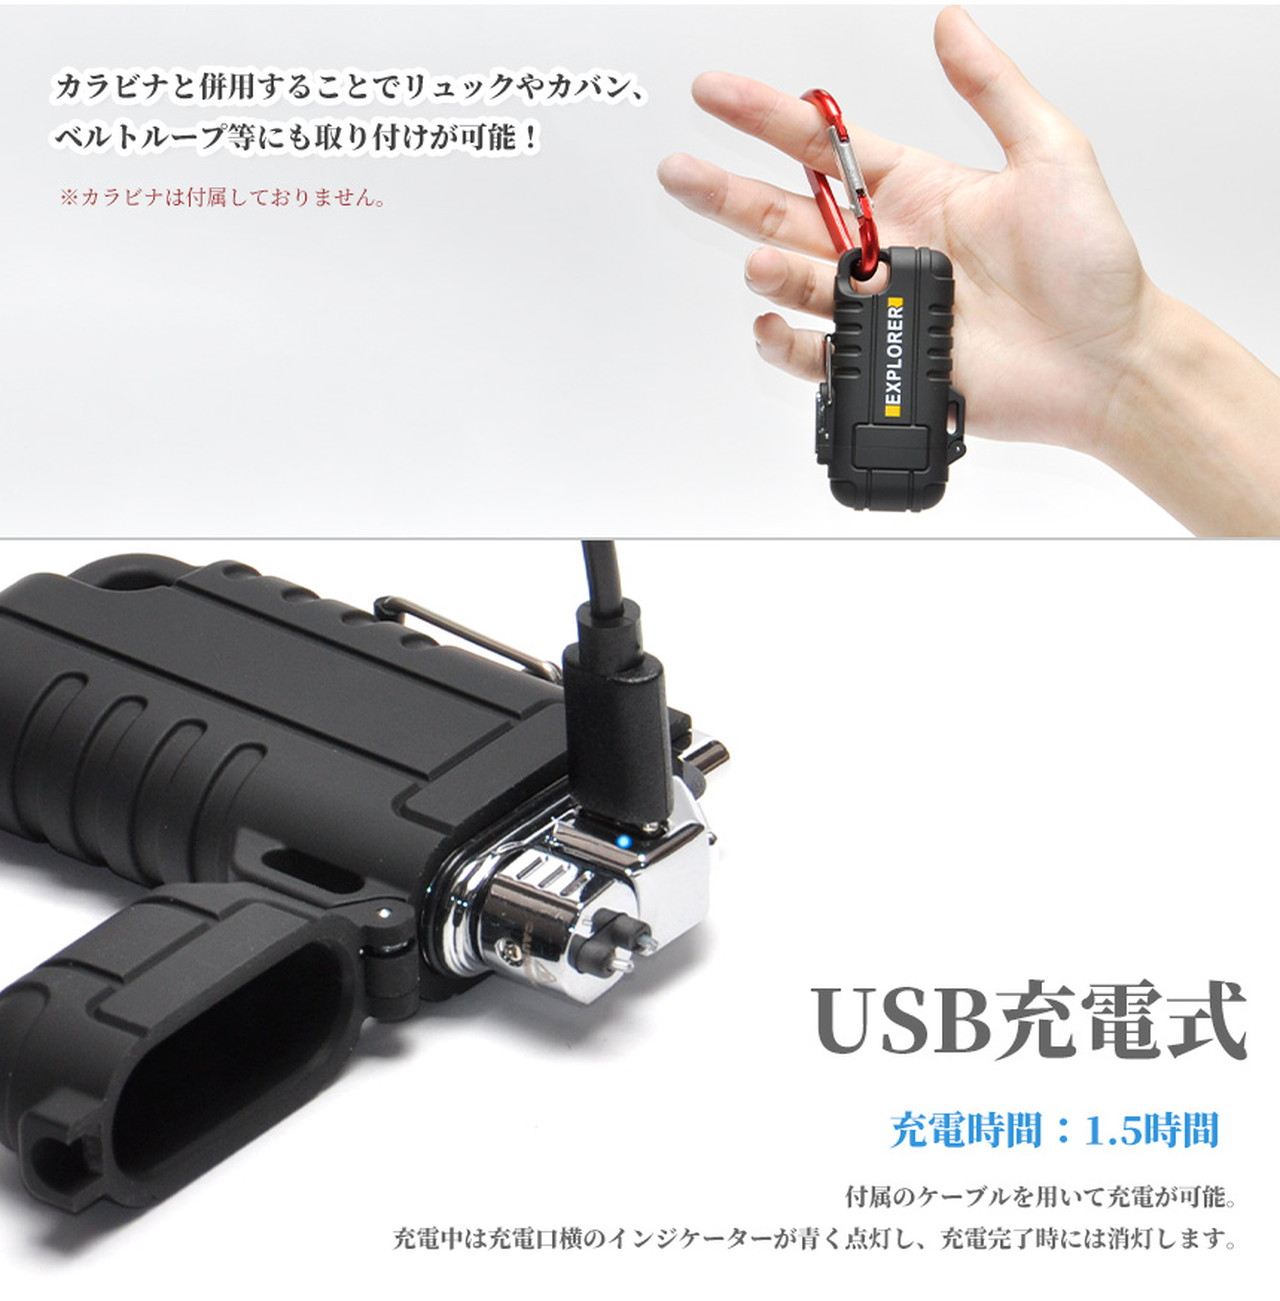 カラビナと併用することでリュックやカバン、
ベルトループ等にも取り付けが可能！
※カラビナは付属しておりません。
EXPLORER
USB充電式
充電時間：1.5時間
付属のケーブルを用いて充電が可能。
充電中は充電口横のインジケーターが青く点灯し、充電完了時には消灯します。